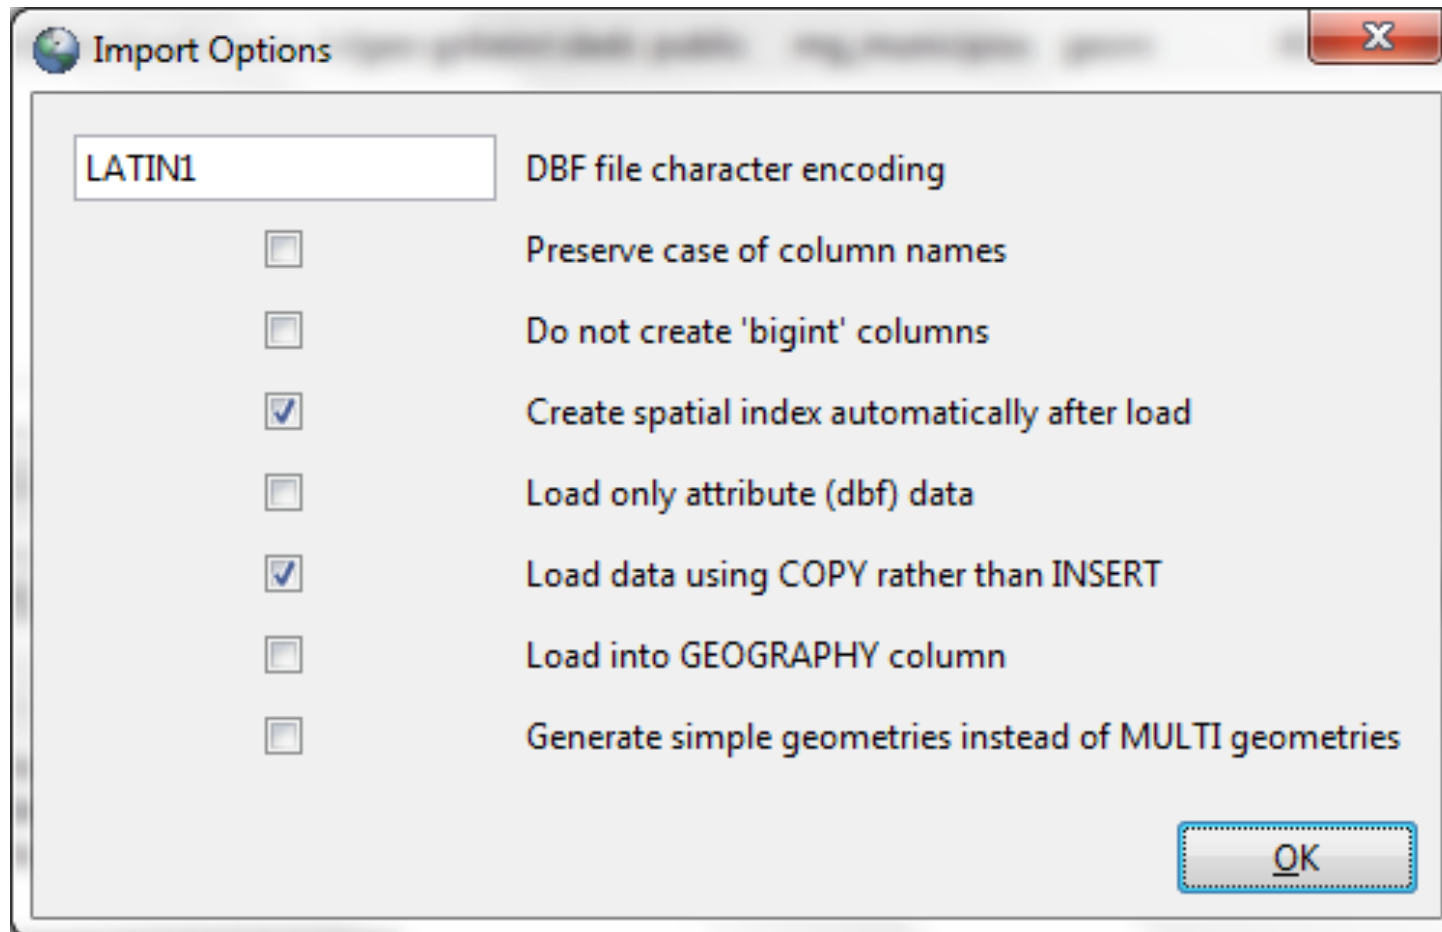 Import Options
LATIN1 DBF file character encoding
Preserve case of column names
Do not create 'bigint' columns
Create spatial index automatically after load
Load only attribute (dbf) data
Load data using COPY rather than INSERT
Load into GEOGRAPHY column
Generate simple geometries instead of MULTI geometries
OK